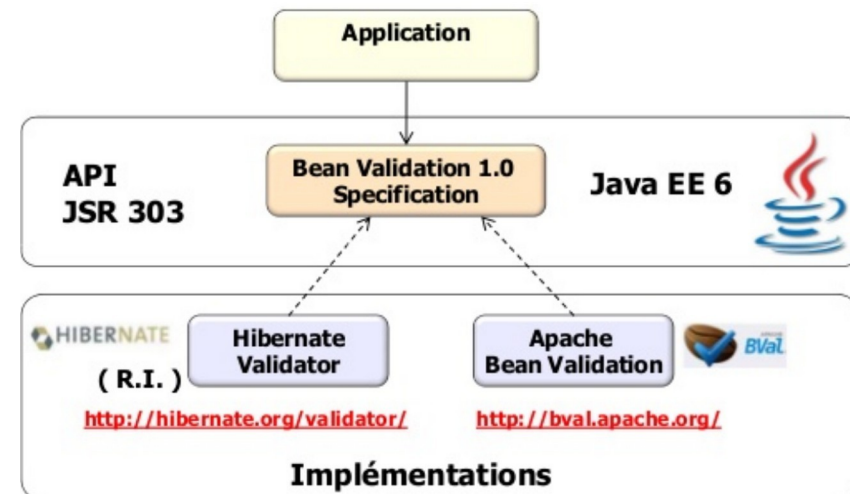 Application
API
JSR 303
Bean Validation 1.0
Specification
Java EE 6
HIBERNATE
( R.I. )
Hibernate
Validator
Apache
Bean Validation
BVal
http://hibernate.org/validator/
http://bval.apache.org/
Implémentations